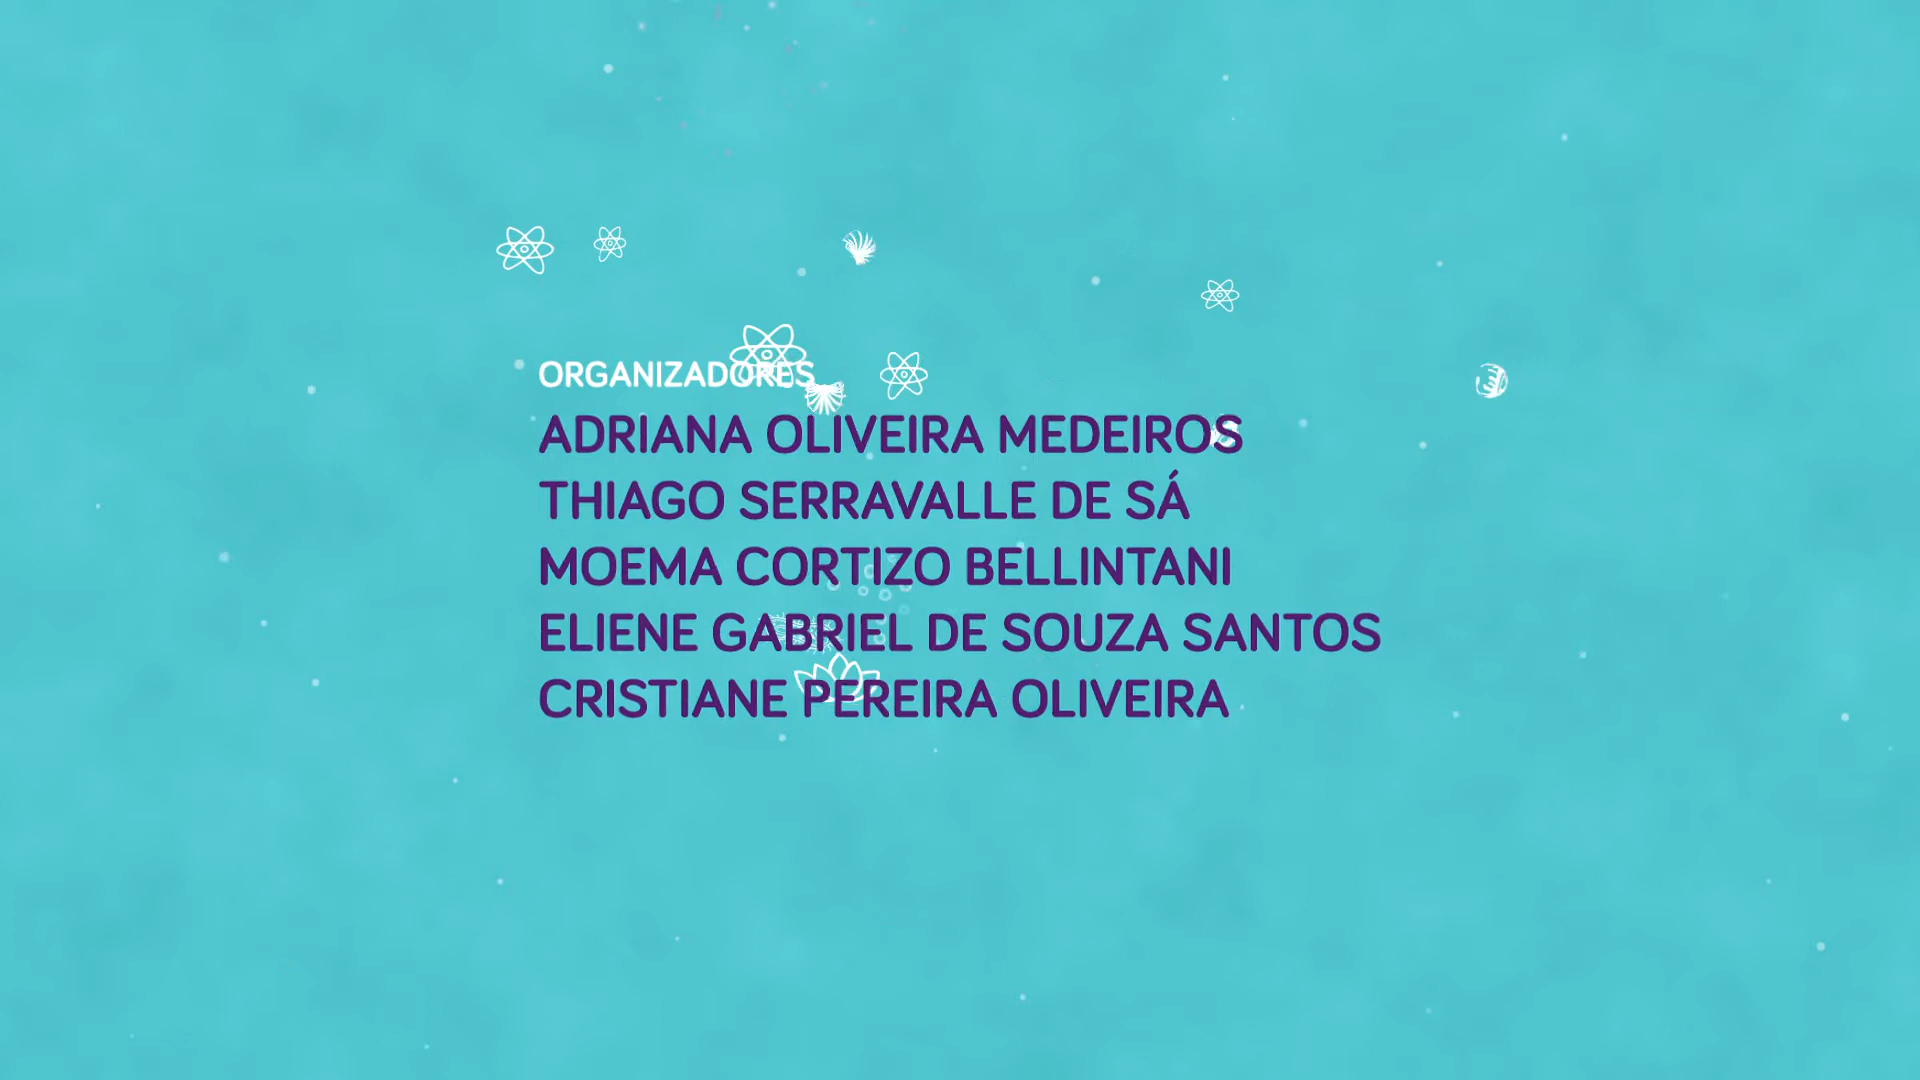 ORGANIZADORES
ADRIANA OLIVEIRA MEDEIROS
THIAGO SERRAVALLE DE SÁ
MOEMA CORTIZO BELLINTANI
ELIENE GABRIEL DE SOUZA SANTOS
CRISTIANE PEREIRA OLIVEIRA